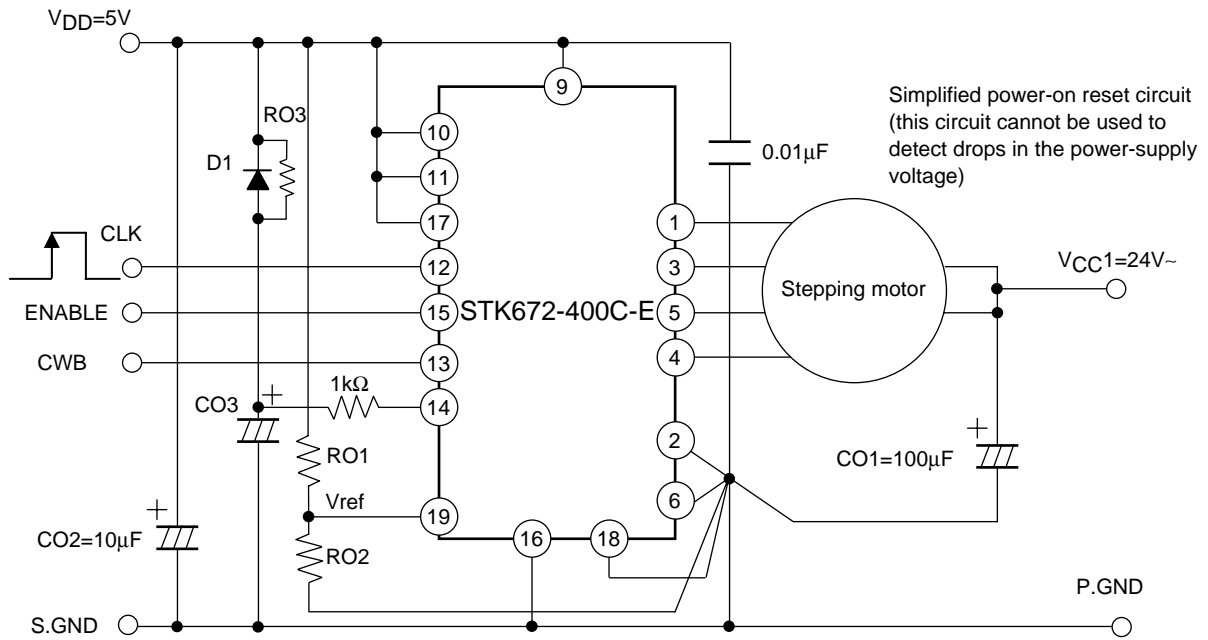 VDD=5V
9
Simplified power-on reset circuit
(this circuit cannot be used to
detect drops in the power-supply
voltage)
RO3
10
D1
0.01µF
11
17
1
CLK
12
3
VCC1=24V~
Stepping motor
ENABLE
15
STK672-400C-E
5
CWB
13
4
1kΩ
+
CO3
14
2
+
RO1
CO1=100µF
6
Vref
19
+
CO2=10µF
16
18
RO2
P.GND
S.GND